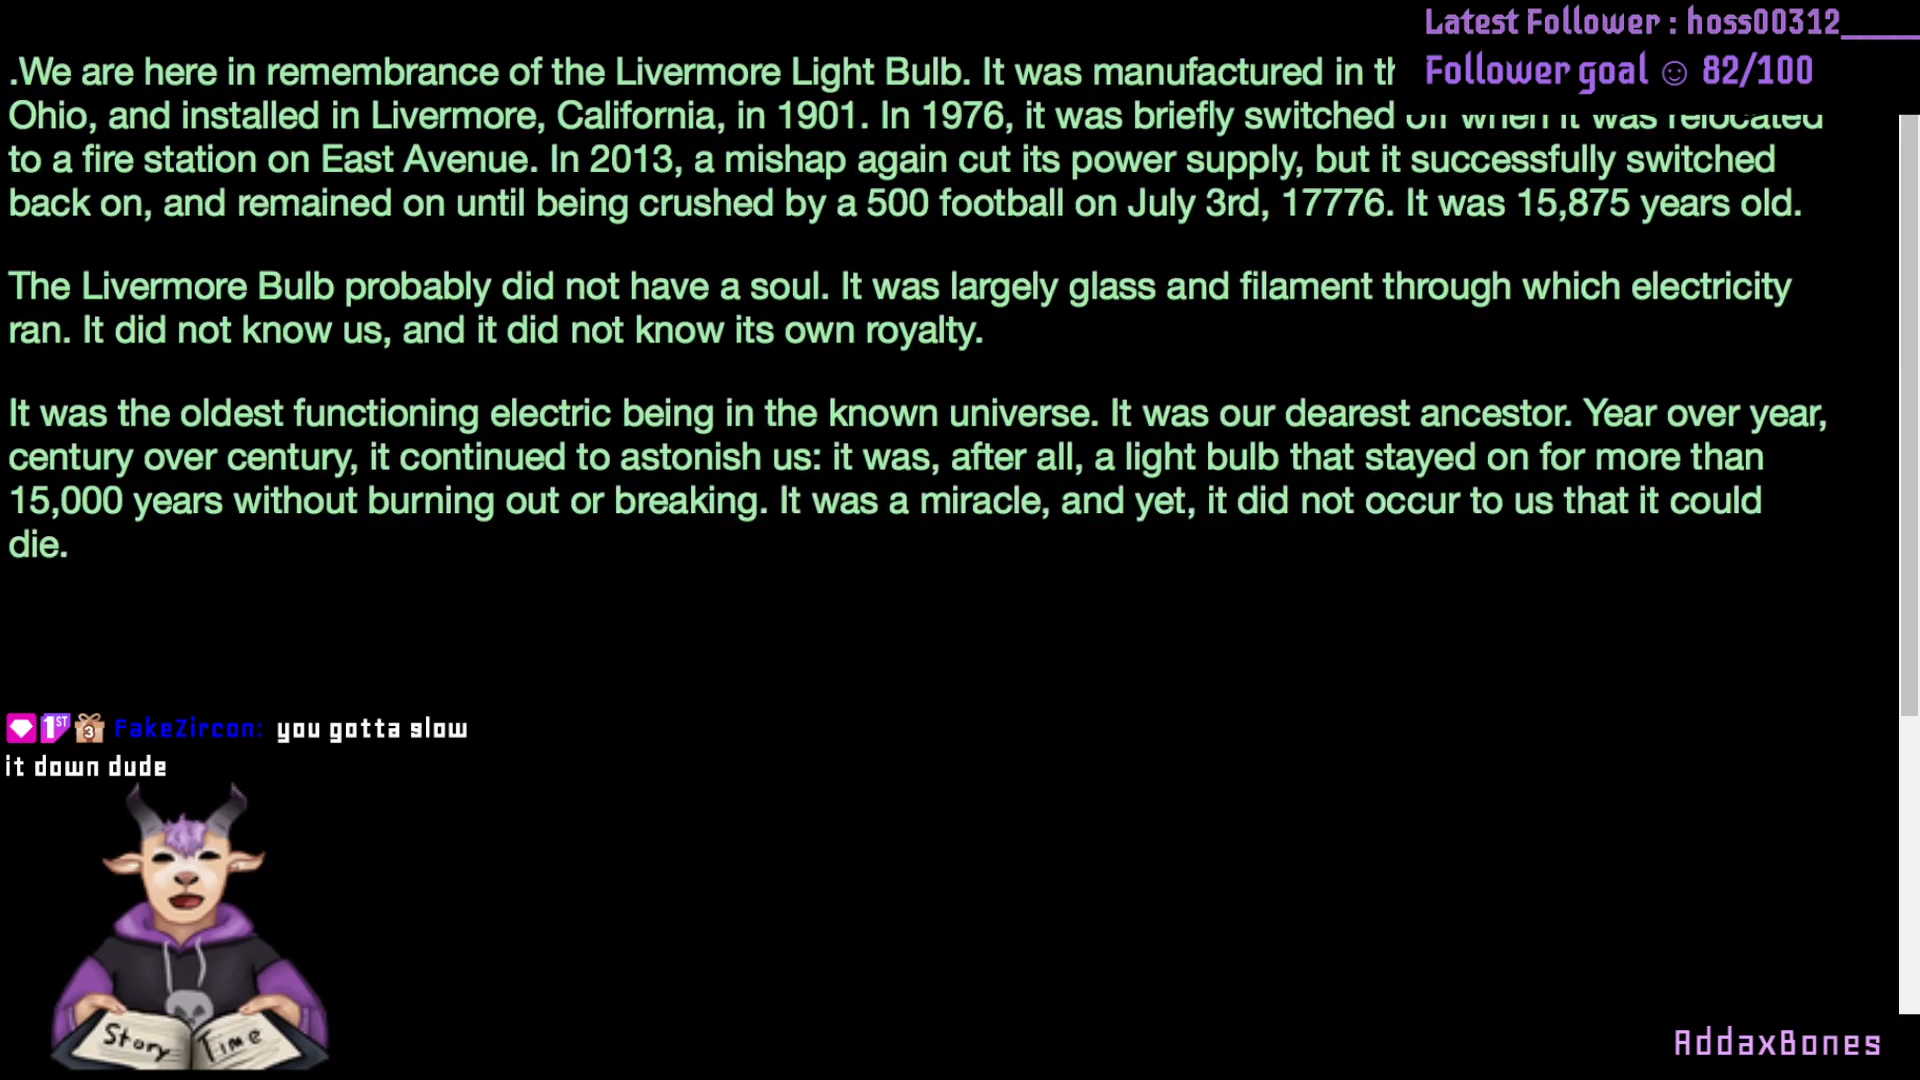 Latest Follower : hoss00312
Follower goal ☺ 82/100
.We are here in remembrance of the Livermore Light Bulb. It was manufactured in
Ohio, and installed in Livermore, California, in 1901. In 1976, it was briefly switched off when it was relocated
to a fire station on East Avenue. In 2013, a mishap again cut its power supply, but it successfully switched
back on, and remained on until being crushed by a 500 football on July 3rd, 17776. It was 15,875 years old.
The Livermore Bulb probably did not have a soul. It was largely glass and filament through which electricity
ran. It did not know us, and it did not know its own royalty.
It was the oldest functioning electric being in the known universe. It was our dearest ancestor. Year over year,
century over century, it continued to astonish us: it was, after all, a light bulb that stayed on for more than
15,000 years without burning out or breaking. It was a miracle, and yet, it did not occur to us that it could
die.
1ST 3 FakeZircon: you gotta slow
it down dude
Story Time
AddaxBones